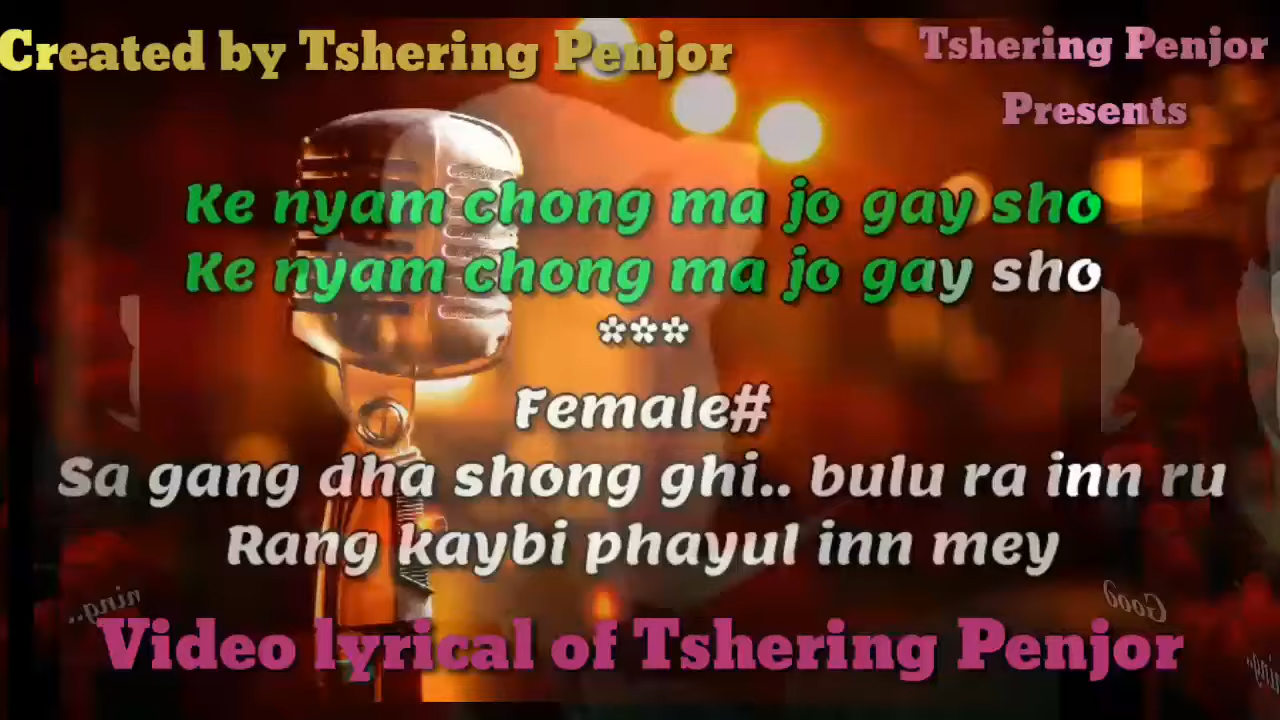 Created by Tshering Penjor
Tshering Penjor
Presents
Ke nyam chong ma jo gay sho
Ke nyam chong ma jo gay sho
***
Female#
Sa gang dha shong ghi.. bulu ra inn ru
Rang kaybi phayul inn mey
Good
ning..
Video lyrical of Tshering Penjor